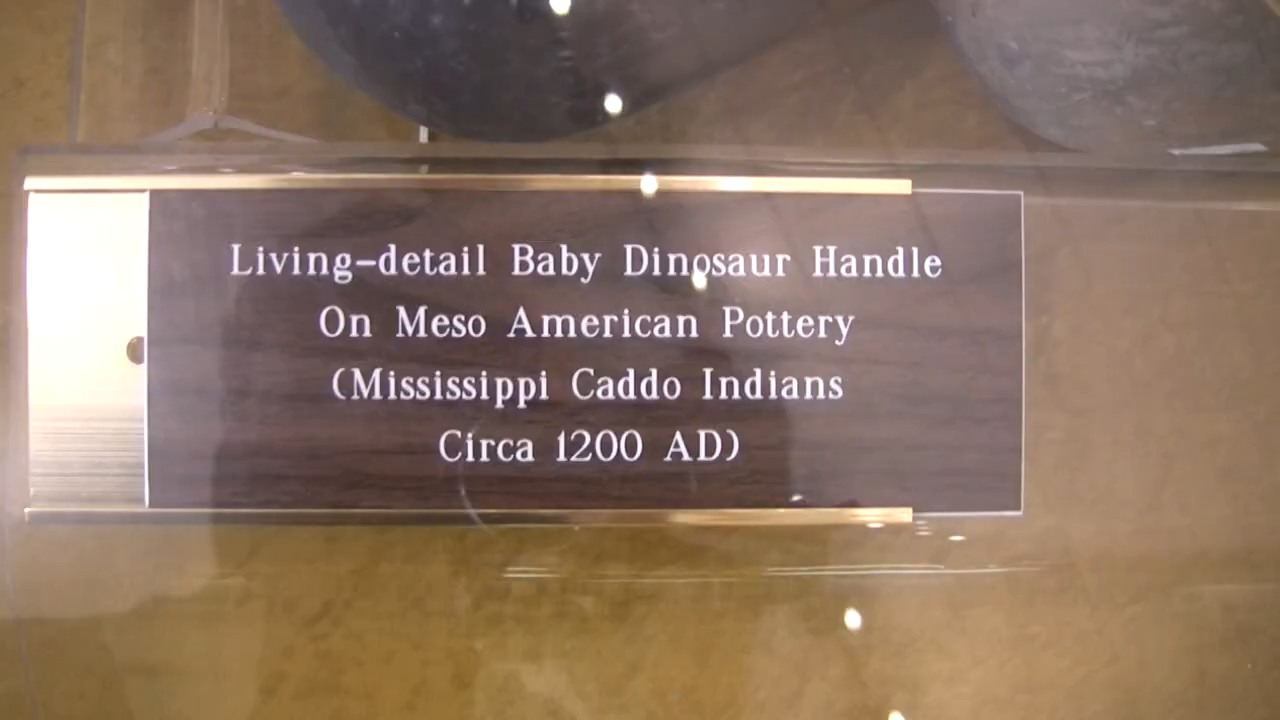 Living-detail Baby Dinosaur Handle
On Meso American Pottery
(Mississippi Caddo Indians
Circa 1200 AD)